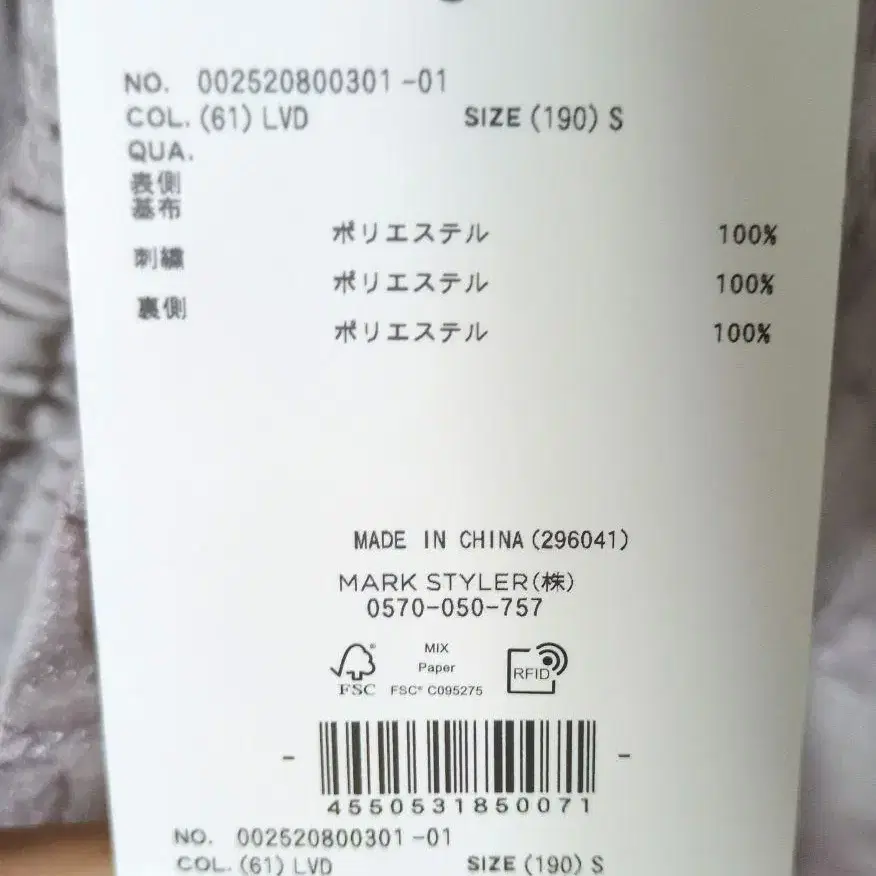 NO. 002520800301-01
COL.(61)LVD SIZE(190)S
QUA.
表側
基布
ポリエステル 100%
刺繍
ポリエステル 100%
裏側
ポリエステル 100%
MADE IN CHINA(296041)
MARK STYLER(株)
0570-050-757
MIX
Paper
FSC FSC® C095275
RFID
4550531850071
NO. 002520800301-01
COL.(61)LVD SIZE(190)S